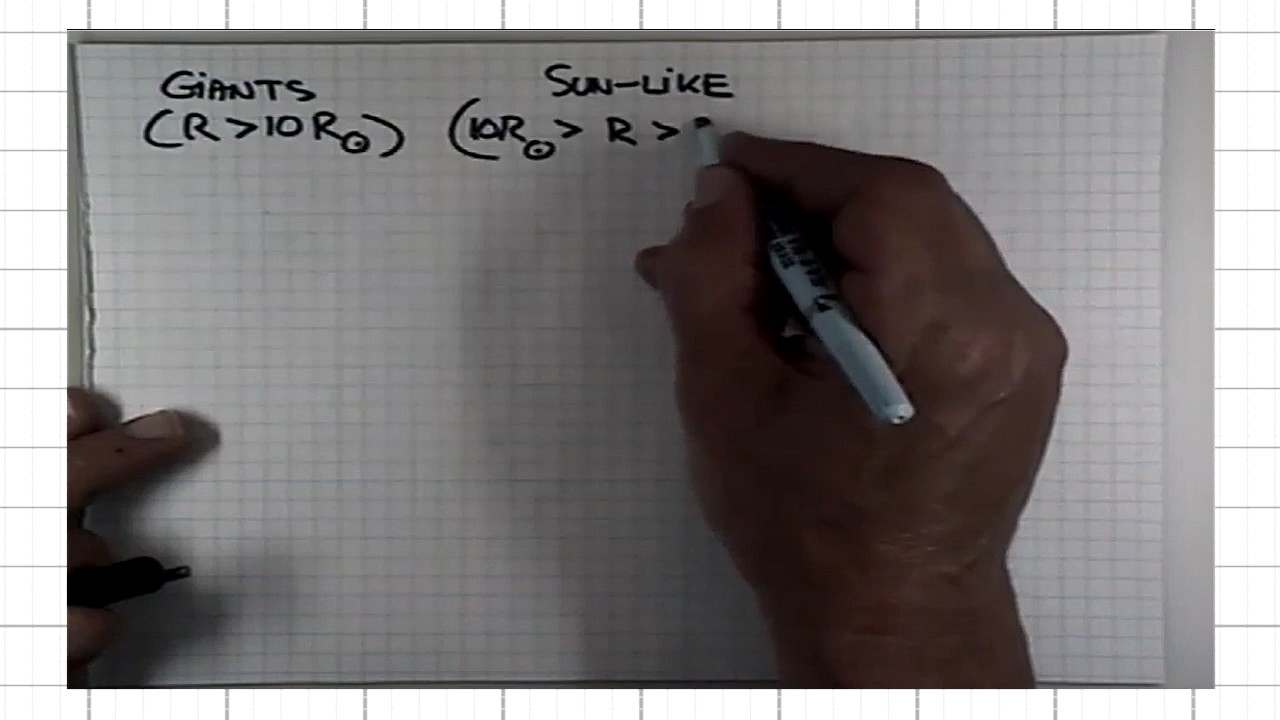 GiANTS SUN-LiKE
(R > 10 R☉) (10R☉ > R >